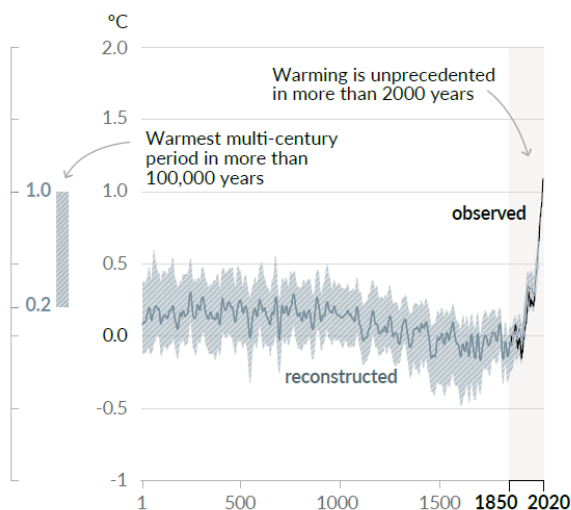 ºC
2.0
Warming is unprecedented
in more than 2000 years
1.5
Warmest multi-century
period in more than
100,000 years
1.0
1.0
observed
0.5
0.2
0.0
reconstructed
-0.5
-1
1
500
1000
1500
1850
2020